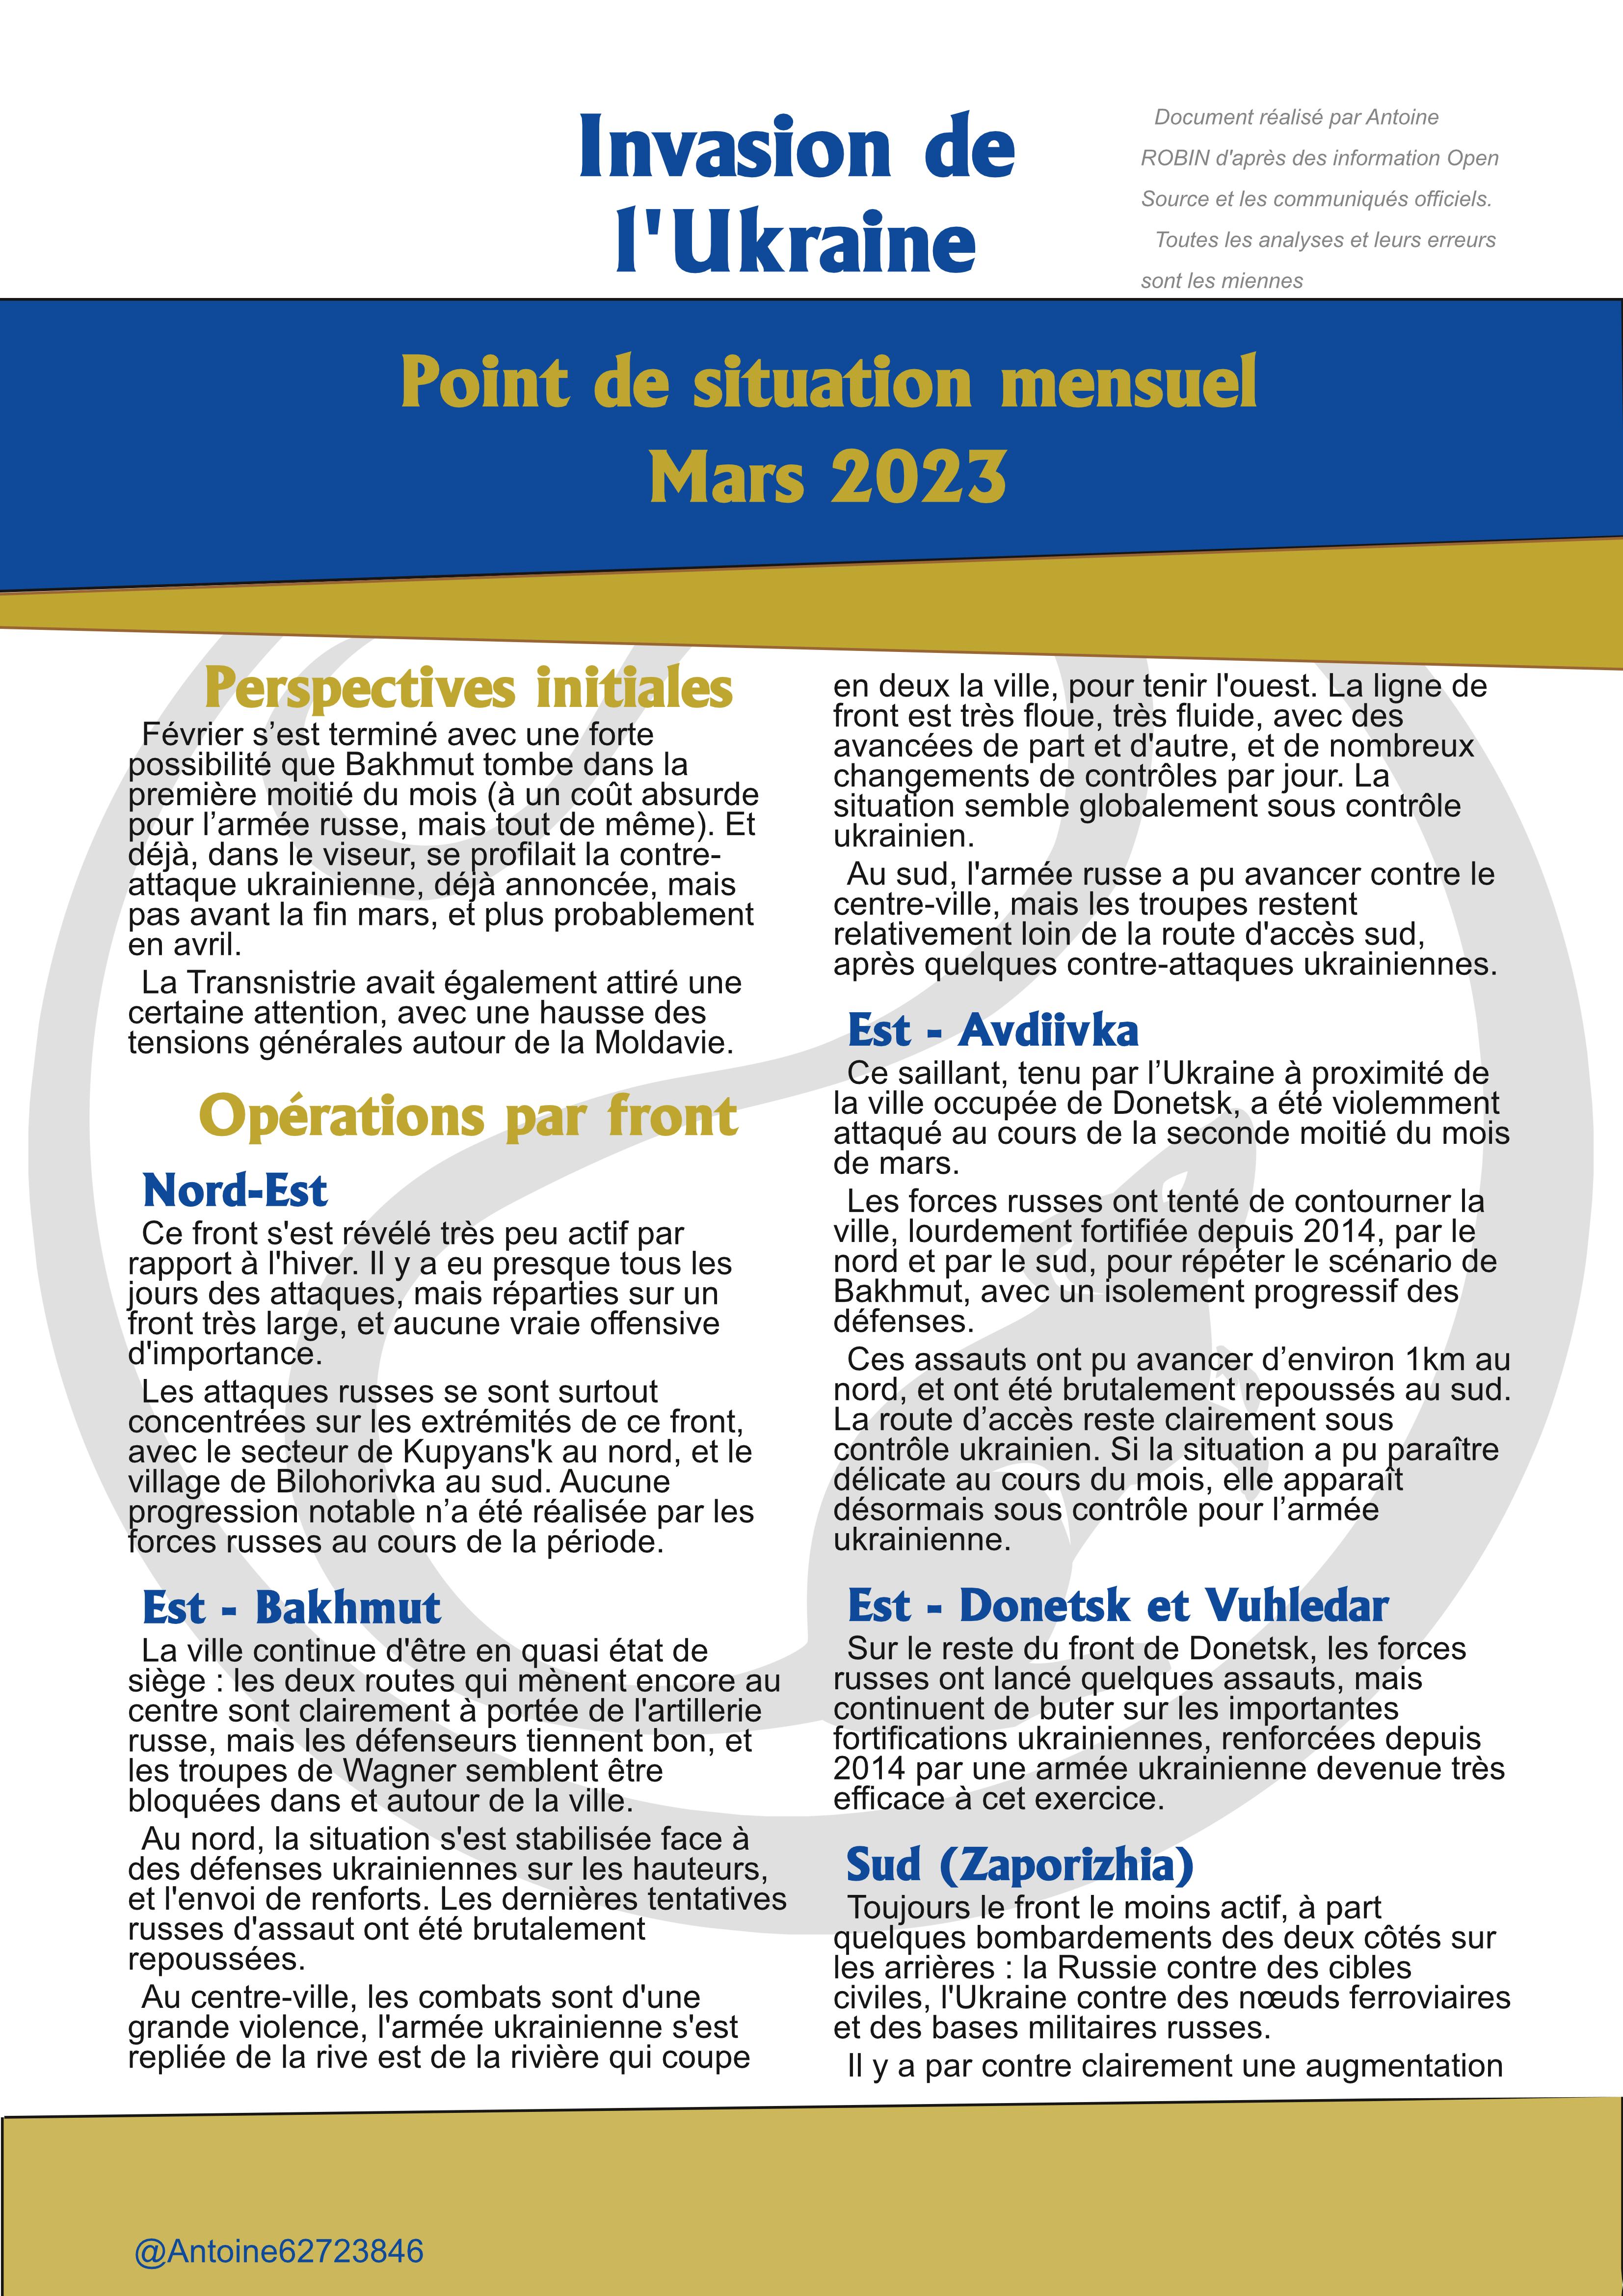 Invasion de
l'Ukraine
Document réalisé par Antoine
ROBIN d'après des information Open
Source et les communiqués officiels.
Toutes les analyses et leurs erreurs
sont les miennes
Point de situation mensuel
Mars 2023
Perspectives initiales
Février s’est terminé avec une forte
possibilité que Bakhmut tombe dans la
première moitié du mois (à un coût absurde
pour l’armée russe, mais tout de même). Et
déjà, dans le viseur, se profilait la contre-
attaque ukrainienne, déjà annoncée, mais
pas avant la fin mars, et plus probablement
en avril.
La Transnistrie avait également attiré une
certaine attention, avec une hausse des
tensions générales autour de la Moldavie.
Opérations par front
Nord-Est
Ce front s'est révélé très peu actif par
rapport à l'hiver. Il y a eu presque tous les
jours des attaques, mais réparties sur un
front très large, et aucune vraie offensive
d'importance.
Les attaques russes se sont surtout
concentrées sur les extrémités de ce front,
avec le secteur de Kupyans'k au nord, et le
village de Bilohorivka au sud. Aucune
progression notable n’a été réalisée par les
forces russes au cours de la période.
Est - Bakhmut
La ville continue d'être en quasi état de
siège : les deux routes qui mènent encore au
centre sont clairement à portée de l'artillerie
russe, mais les défenseurs tiennent bon, et
les troupes de Wagner semblent être
bloquées dans et autour de la ville.
Au nord, la situation s'est stabilisée face à
des défenses ukrainiennes sur les hauteurs,
et l'envoi de renforts. Les dernières tentatives
russes d'assaut ont été brutalement
repoussées.
Au centre-ville, les combats sont d'une
grande violence, l'armée ukrainienne s'est
repliée de la rive est de la rivière qui coupe
en deux la ville, pour tenir l'ouest. La ligne de
front est très floue, très fluide, avec des
avancées de part et d'autre, et de nombreux
changements de contrôles par jour. La
situation semble globalement sous contrôle
ukrainien.
Au sud, l'armée russe a pu avancer contre le
centre-ville, mais les troupes restent
relativement loin de la route d'accès sud,
après quelques contre-attaques ukrainiennes.
Est - Avdiivka
Ce saillant, tenu par l’Ukraine à proximité de
la ville occupée de Donetsk, a été violemment
attaqué au cours de la seconde moitié du mois
de mars.
Les forces russes ont tenté de contourner la
ville, lourdement fortifiée depuis 2014, par le
nord et par le sud, pour répéter le scénario de
Bakhmut, avec un isolement progressif des
défenses.
Ces assauts ont pu avancer d’environ 1km au
nord, et ont été brutalement repoussés au sud.
La route d’accès reste clairement sous
contrôle ukrainien. Si la situation a pu paraître
délicate au cours du mois, elle apparaît
désormais sous contrôle pour l’armée
ukrainienne.
Est - Donetsk et Vuhledar
Sur le reste du front de Donetsk, les forces
russes ont lancé quelques assauts, mais
continuent de buter sur les importantes
fortifications ukrainiennes, renforcées depuis
2014 par une armée ukrainienne devenue très
efficace à cet exercice.
Sud (Zaporizhia)
Toujours le front le moins actif, à part
quelques bombardements des deux côtés sur
les arrières : la Russie contre des cibles
civiles, l'Ukraine contre des nœuds ferroviaires
et des bases militaires russes.
Il y a par contre clairement une augmentation
@Antoine62723846